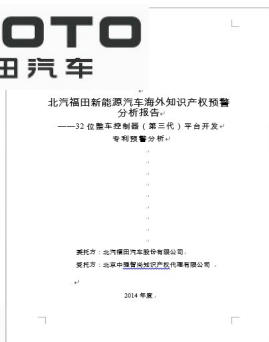 OTO
田汽车
北汽福田新能源汽车海外知识产权预警
分析报告
——32 位整车控制器（第三代）平台开发
专利预警分析
委托方：北汽福田汽车股份有限公司
受托方：北京中强智尚知识产权代理有限公司
2014 年度